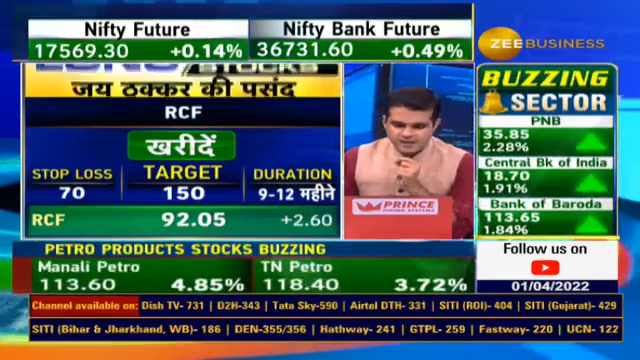 Nifty Future
17569.30 +0.14%
Nifty Bank Future
36731.60 +0.49%
ZEE BUSINESS
जय ठक्कर की पसंद
RCF
खरीदें
STOP LOSS
70
TARGET
150
DURATION
9-12 महीने
RCF 92.05 +2.60
PRINCE
PIPING SYSTEMS
BUZZING
SECTOR
PNB
35.85
2.28%
Central Bk of India
18.70
1.91%
Bank of Baroda
113.65
1.84%
PETRO PRODUCTS STOCKS BUZZING
Manali Petro
113.60 4.85%
TN Petro
118.40 3.72%
Follow us on
01/04/2022
Channel available on: Dish TV- 731 | D2H-343 | Tata Sky-590 | Airtel DTH- 331 | SITI (ROI)- 404 | SITI (Gujarat)- 429
SITI (Bihar & Jharkhand, WB)- 186 | DEN-355/356 | Hathway- 241 | GTPL- 259 | Fastway- 220 | UCN- 122